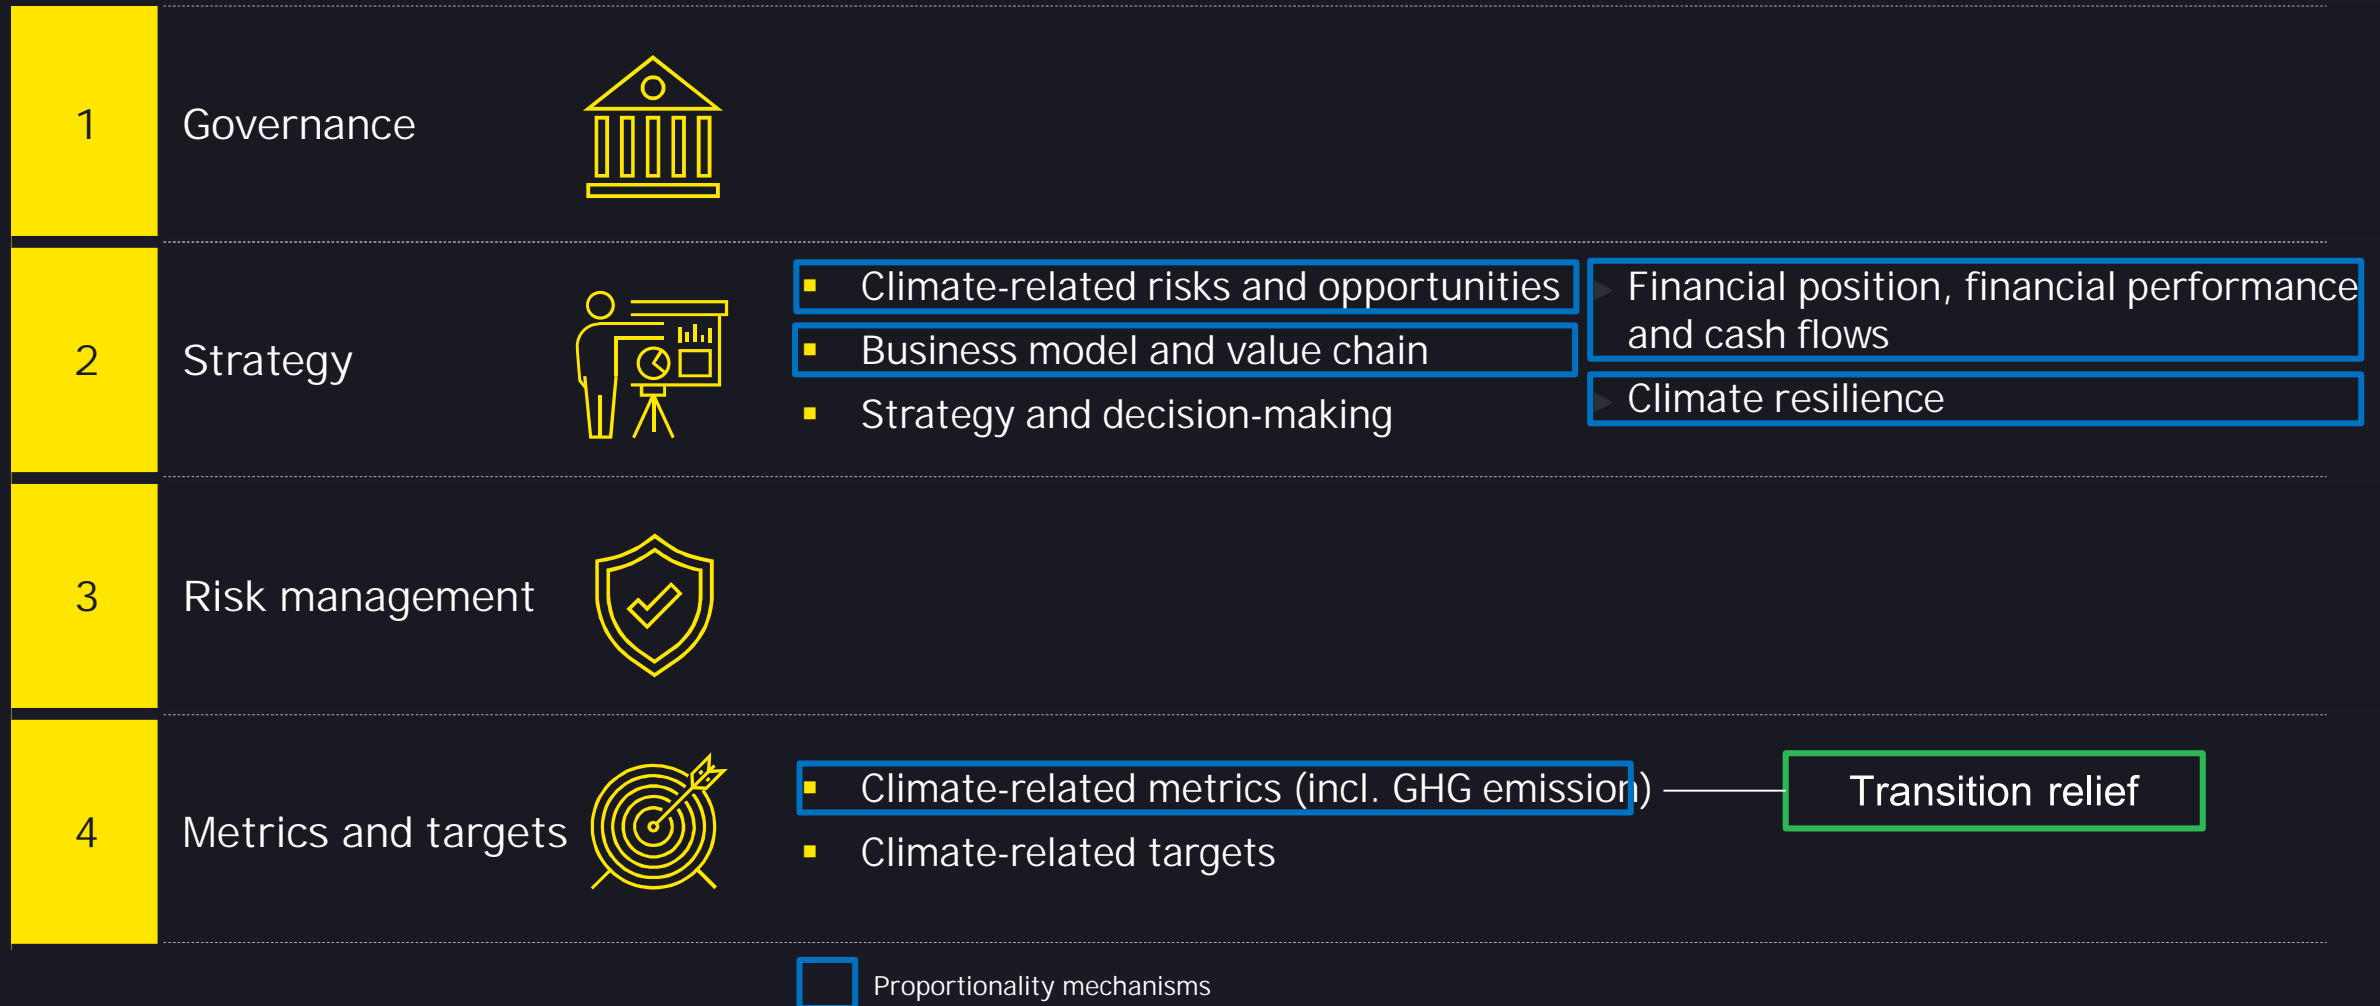 1
Governance
2
Strategy
Climate-related risks and opportunities
Business model and value chain
Strategy and decision-making
Financial position, financial performance
and cash flows
Climate resilience
3
Risk management
4
Metrics and targets
Climate-related metrics (incl. GHG emission)
Transition relief
Climate-related targets
Proportionality mechanisms